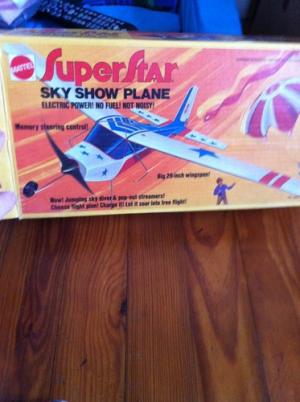 MATTEL
SuperStar
SKY SHOW PLANE
ELECTRIC POWER! NO FUEL! NOT NOISY!
Memory steering control!
Big 29-inch wingspan!
Now! Jumping sky diver & pop-out streamers!
Choose flight plan! Charge it! Let it soar into free flight!